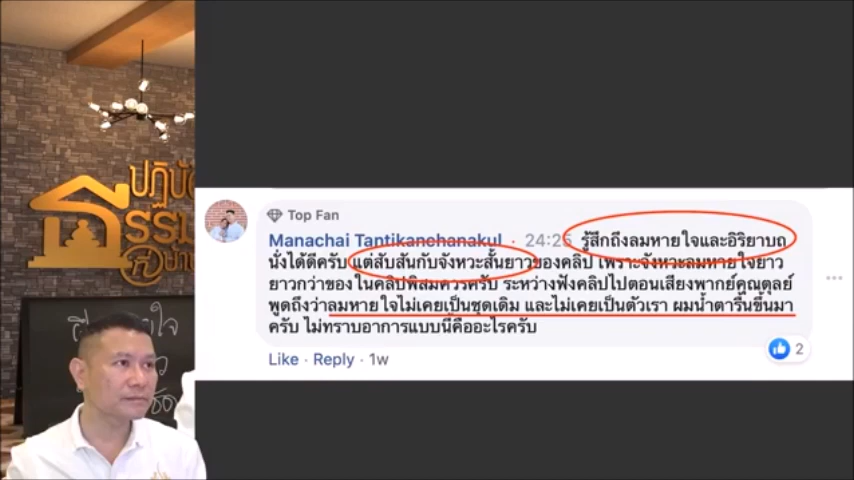 ปฏิบั
ธรรม
ที่บ้าน
หายใจ
Top Fan
Manachai Tantikanchanakul · 24:25 รู้สึกถึงลมหายใจและอิริยาบถ
นั่งได้ดีครับ แต่สับสนกับจังหวะสั้นยาวของคลิป เพราะจังหวะลมหายใจยาว
ยาวกว่าของในคลิปพิสมควรครับ ระหว่างฟังคลิปไปตอนเสียงพากย์คุณตุลย์
พูดถึงว่าลมหายใจไม่เคยเป็นชุดเดิม และไม่เคยเป็นตัวเรา ผมน้ำตารื้นขึ้นมา
ครับ ไม่ทราบอาการแบบนี้คืออะไรครับ
Like · Reply · 1w
2